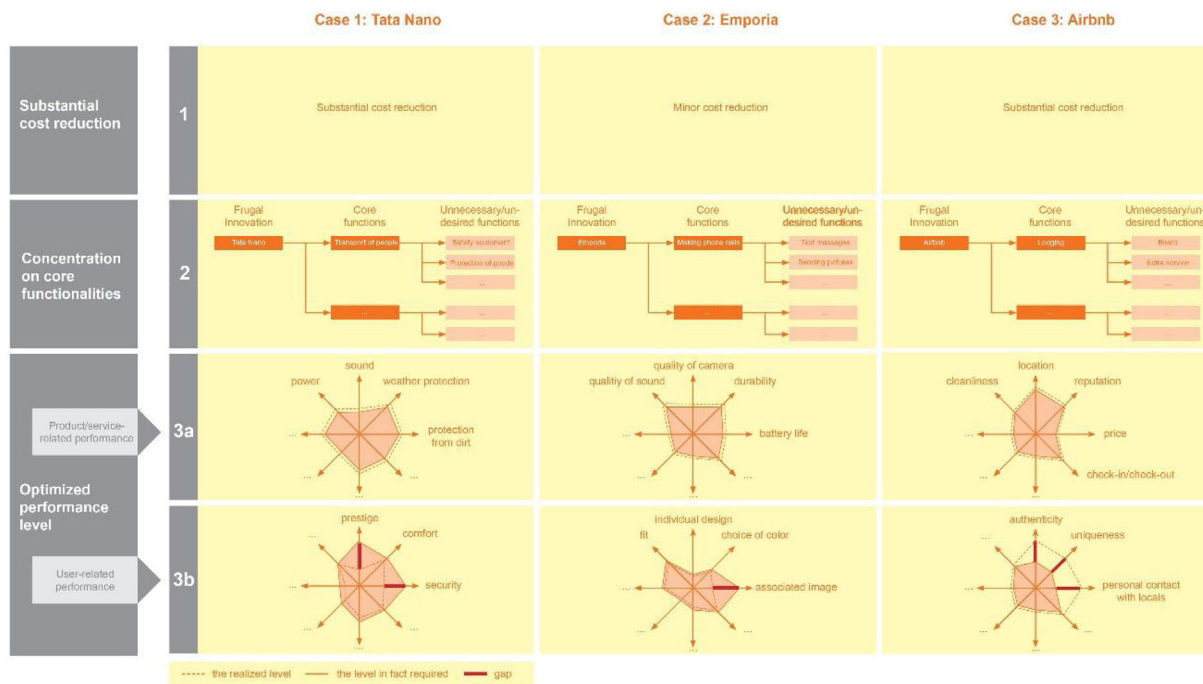 Case 1: Tata Nano
Case 2: Emporia
Case 3: Airbnb
Substantial
cost reduction
1
Substantial cost reduction
Minor cost reduction
Substantial cost reduction
Concentration
on core
functionalities
2
Frugal
Innovation
Core
functions
Unnecessary/un-
desired functions
Tata Nano
Transport of people
Safety equipment
Protection of goods
...
...
...
...
Frugal
Innovation
Core
functions
Unnecessary/un-
desired functions
Emporia
Making phone calls
Text messages
Sending pictures
...
...
...
...
Frugal
Innovation
Core
functions
Unnecessary/un-
desired functions
Airbnb
Lodging
Board
Extra service
...
...
...
...
Optimized
performance
level
Product/service-
related performance
3a
sound
power
weather protection
...
protection
from dirt
...
...
...
quality of camera
qualitiy of sound
durability
...
battery life
...
...
...
location
cleanliness
reputation
...
price
...
check-in/check-out
...
User-related
performance
3b
prestige
...
comfort
...
security
...
...
...
individual design
fit
choice of color
...
associated image
...
...
...
authenticity
...
uniqueness
...
personal contact
with locals
...
...
...
the realized level
the level in fact required
gap